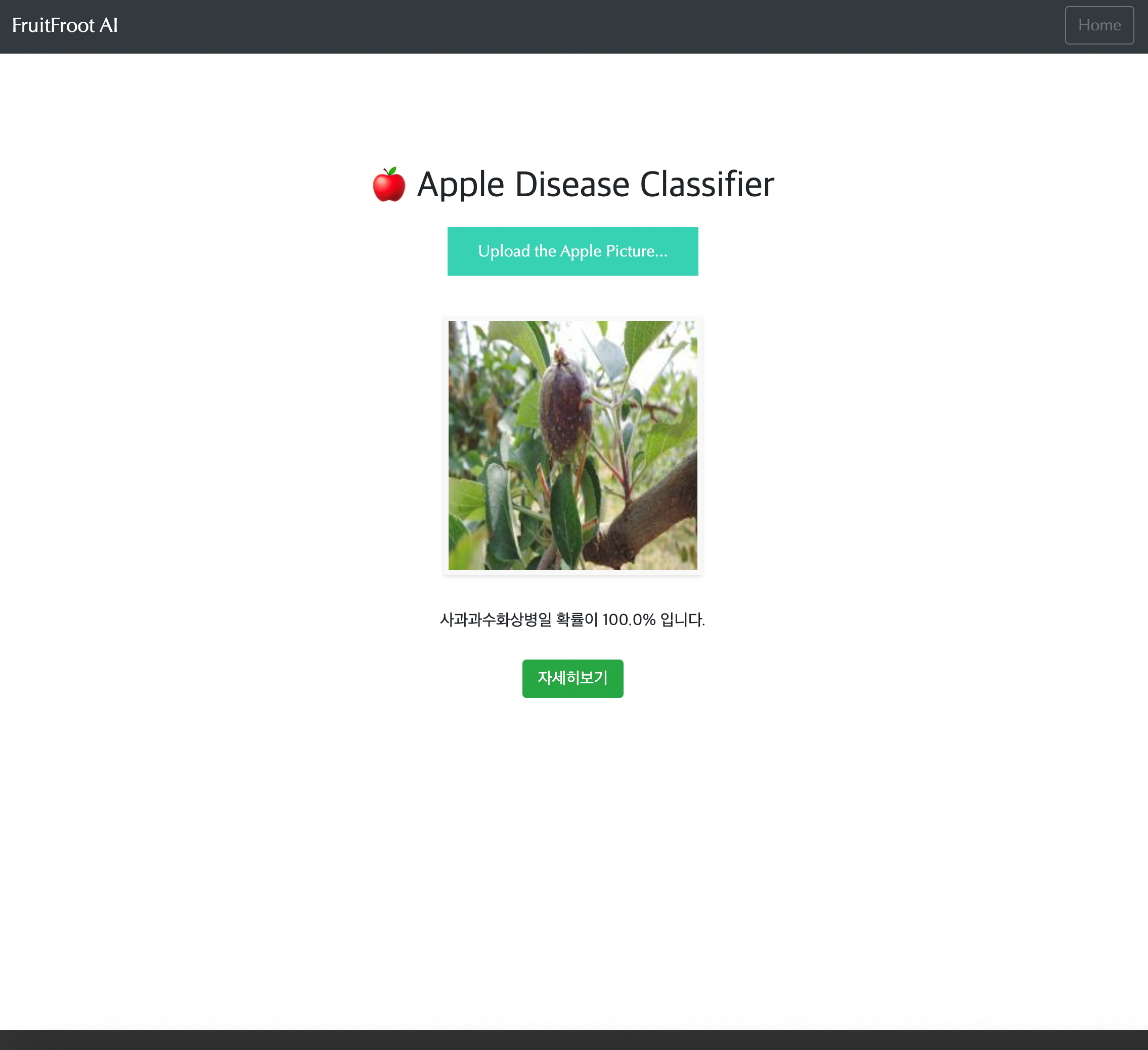 FruitFroot AI
Home
Apple Disease Classifier
Upload the Apple Picture...
사과과수화상병일 확률이 100.0% 입니다.
자세히보기